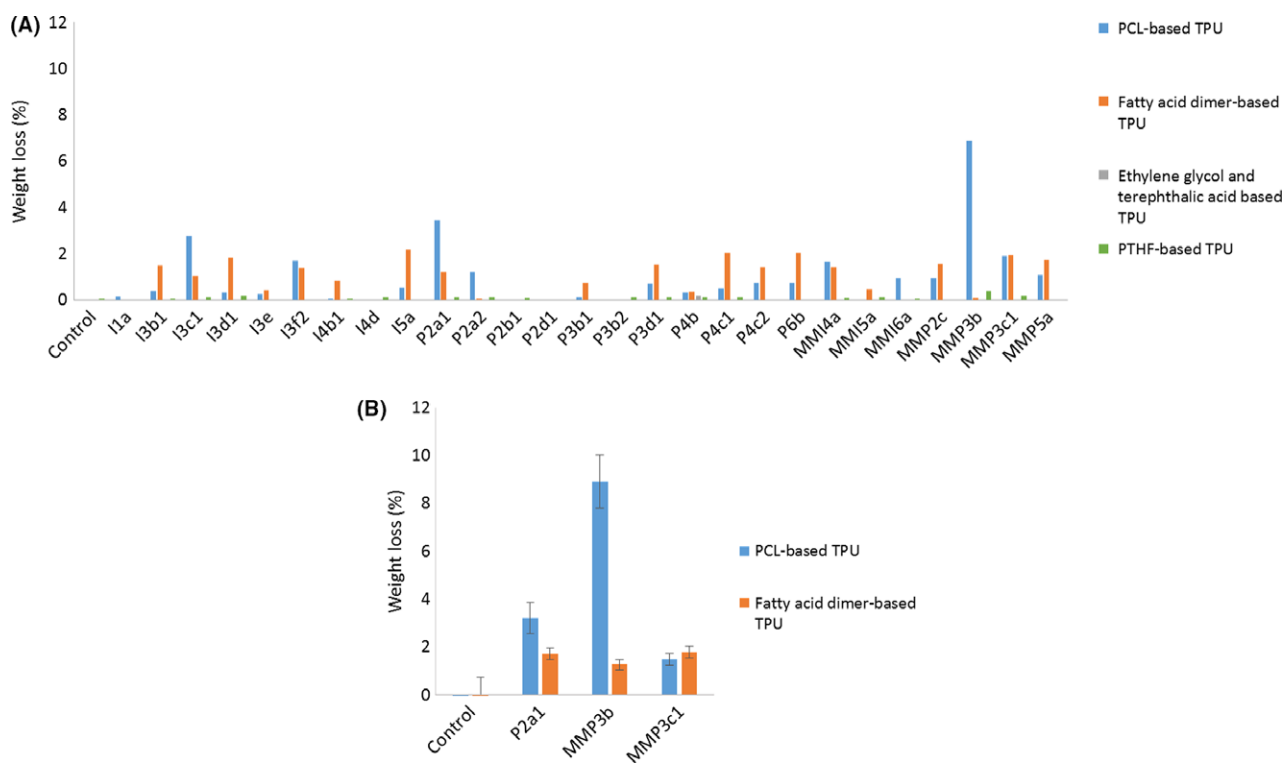 (A)
12
10
8
6
4
2
0
Weight loss (%)
Control
I1a
I3b1
I3c1
I3d1
I3e
I3f2
I4b1
I4d
I5a
P2a1
P2a2
P2b1
P2d1
P3b1
P3b2
P3d1
P4b
P4c1
P4c2
P6b
MMI4a
MMI5a
MMI6a
MMP2c
MMP3b
MMP3c1
MMP5a
PCL-based TPU
Fatty acid dimer-based
TPU
Ethylene glycol and
terephthalic acid based
TPU
PTHF-based TPU
(B)
12
10
8
6
4
2
0
Weight loss (%)
Control
P2a1
MMP3b
MMP3c1
PCL-based TPU
Fatty acid dimer-based
TPU